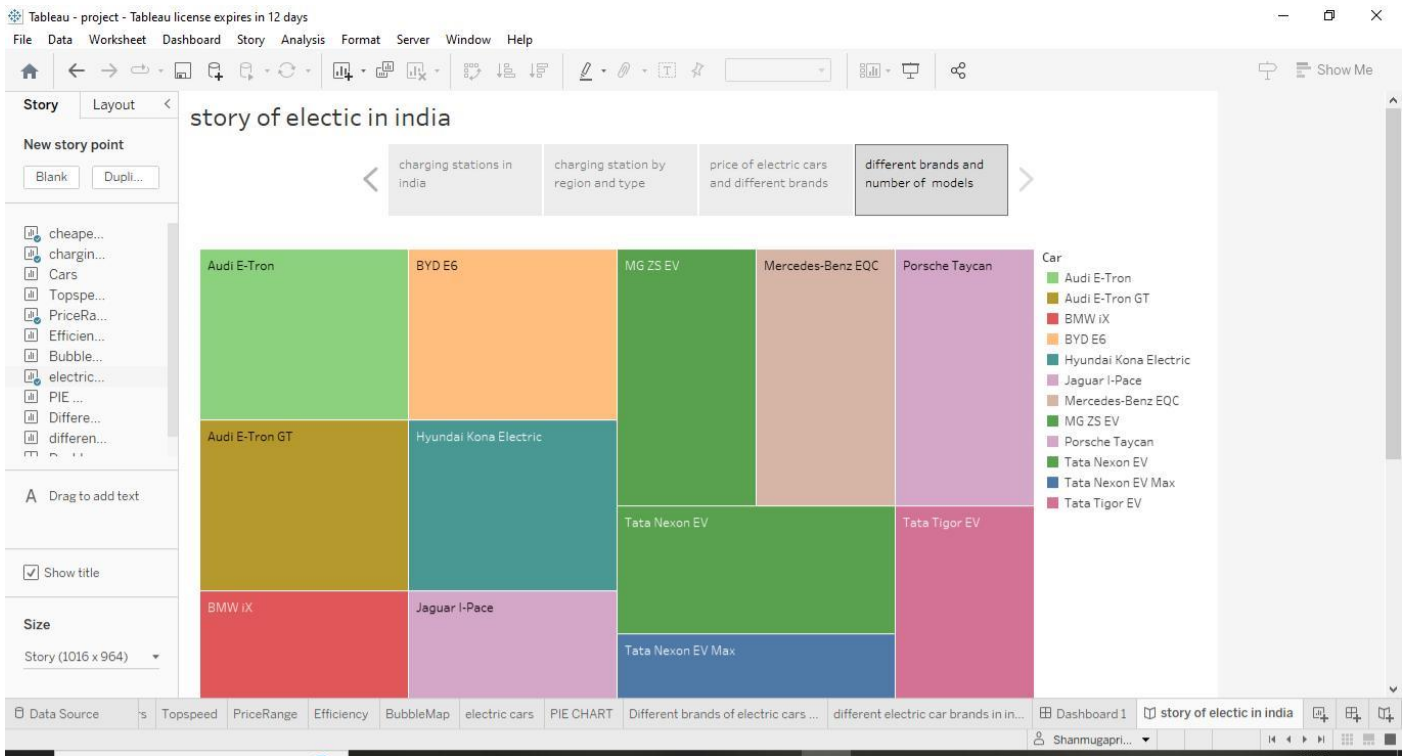 Tableau - project - Tableau license expires in 12 days
File Data Worksheet Dashboard Story Analysis Format Server Window Help
Show Me
Story Layout
New story point
Blank Dupli...
cheape...
chargin...
Cars
Topspe...
PriceRa...
Efficien...
Bubble...
electric...
PIE ...
Differe...
differen...
A Drag to add text
Show title
Size
Story (1016 x 964)
story of electic in india
charging stations in
india
charging station by
region and type
price of electric cars
and different brands
different brands and
number of models
Audi E-Tron
BYD E6
MG ZS EV
Mercedes-Benz EQC
Porsche Taycan
Audi E-Tron GT
Hyundai Kona Electric
Tata Nexon EV
Tata Tigor EV
BMW iX
Jaguar I-Pace
Tata Nexon EV Max
Car
Audi E-Tron
Audi E-Tron GT
BMW iX
BYD E6
Hyundai Kona Electric
Jaguar I-Pace
Mercedes-Benz EQC
MG ZS EV
Porsche Taycan
Tata Nexon EV
Tata Nexon EV Max
Tata Tigor EV
Data Source Topspeed PriceRange Efficiency BubbleMap electric cars PIE CHART Different brands of electric cars ... different electric car brands in in... Dashboard 1 story of electic in india
Shanmugapri...